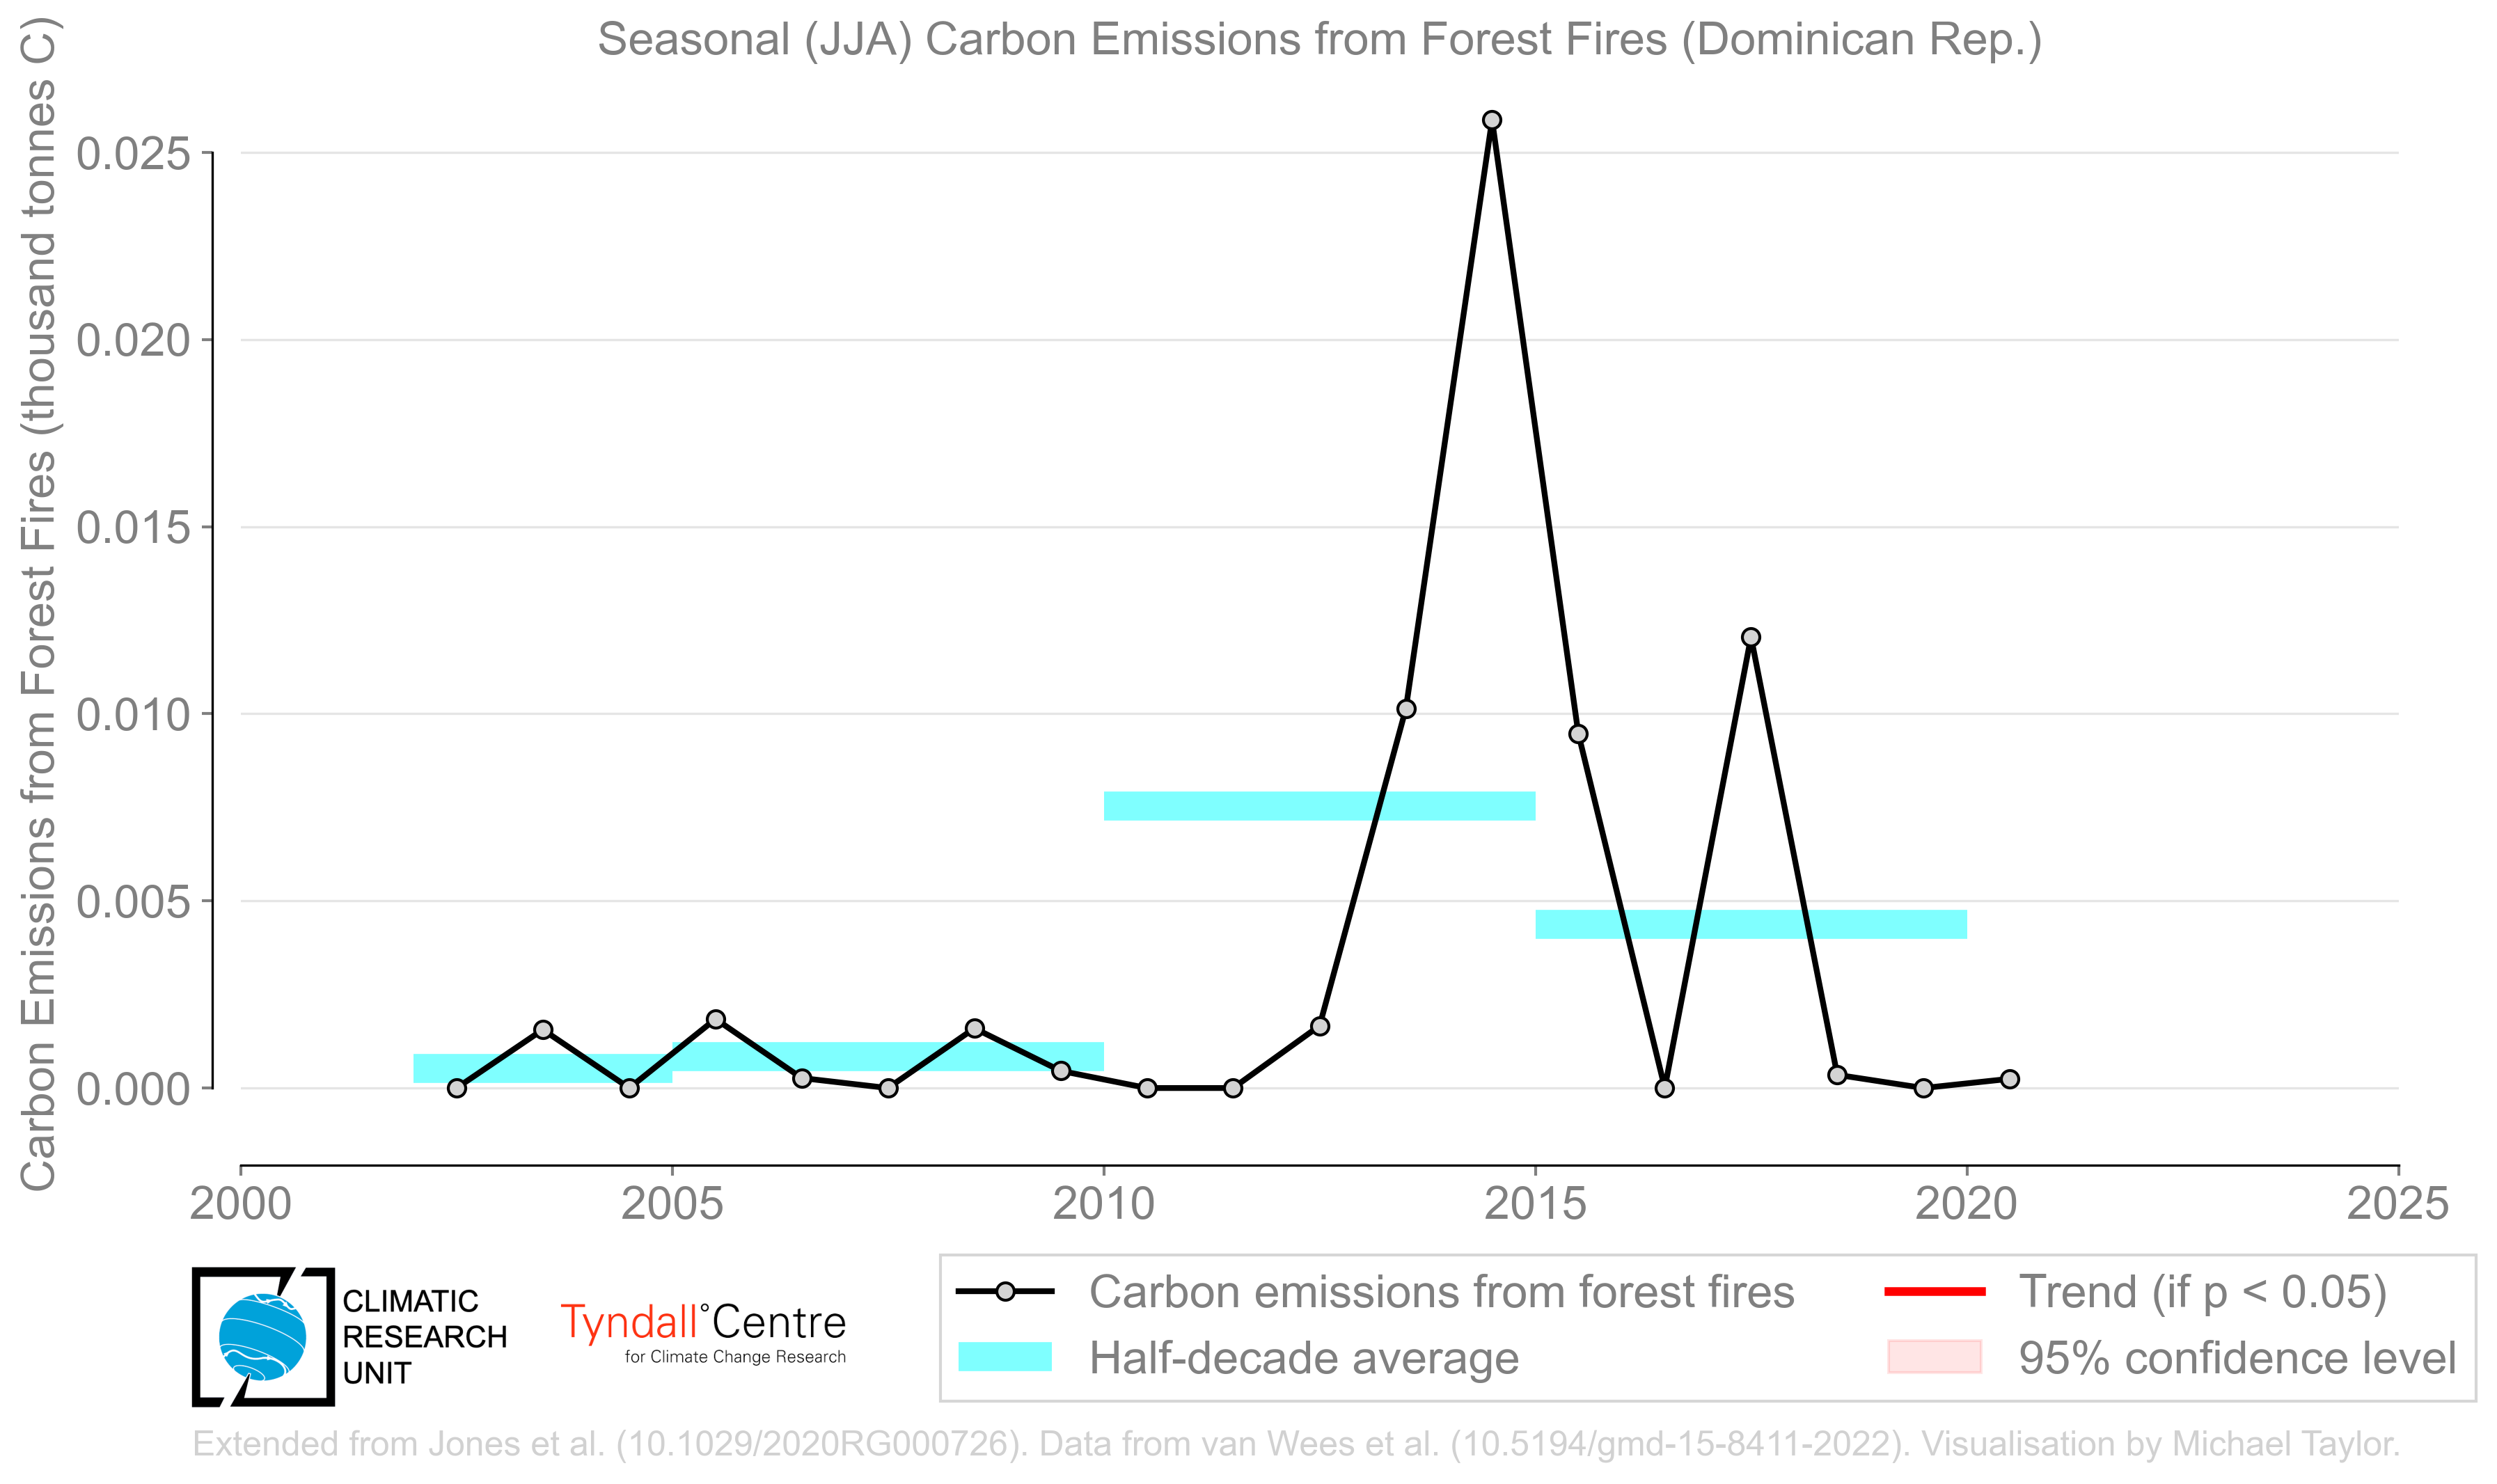 Seasonal (JJA) Carbon Emissions from Forest Fires (Dominican Rep.)
Carbon Emissions from Forest Fires (thousand tonnes C)
0.025
0.020
0.015
0.010
0.005
0.000
2000 2005 2010 2015 2020 2025
CLIMATIC
RESEARCH
UNIT
Tyndall°Centre
for Climate Change Research
Carbon emissions from forest fires
Half-decade average
Trend (if p < 0.05)
95% confidence level
Extended from Jones et al. (10.1029/2020RG000726). Data from van Wees et al. (10.5194/gmd-15-8411-2022). Visualisation by Michael Taylor.